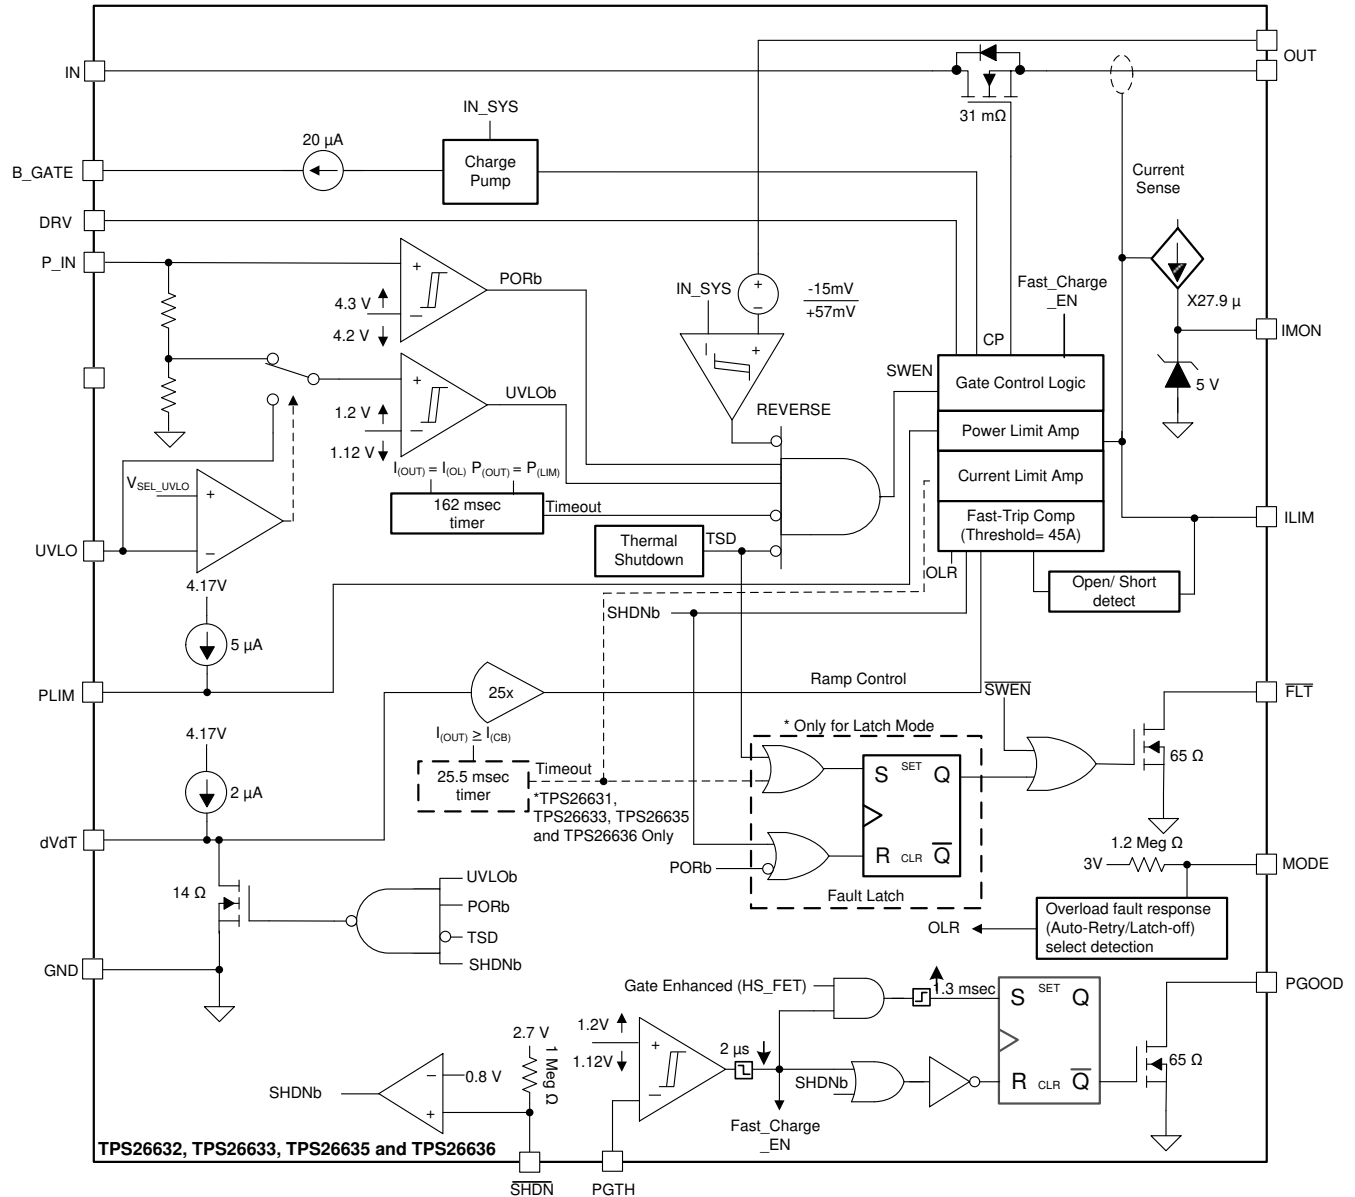 IN
OUT
31 mΩ
IN_SYS
20 µA
Charge
Pump
B_GATE
Current
Sense
DRV
P_IN
PORb
4.3 V
4.2 V
IN_SYS
-15mV
+57mV
Fast_Charge
_EN
X27.9 µ
IMON
CP
5 V
SWEN
Gate Control Logic
Power Limit Amp
Current Limit Amp
Fast-Trip Comp
(Threshold= 45A)
UVLOb
1.2 V
1.12 V
REVERSE
I(OUT) = I(OL) P(OUT) = P(LIM)
162 msec
timer
Timeout
VSEL_UVLO
UVLO
Thermal
Shutdown
TSD
ILIM
OLR
Open/ Short
detect
4.17V
5 µA
SHDNb
PLIM
25x
Ramp Control
SWEN
FLT
65 Ω
* Only for Latch Mode
I(OUT) ≥ I(CB)
25.5 msec
timer
Timeout
*TPS26631,
TPS26633, TPS26635
and TPS26636 Only
4.17V
2 µA
dVdT
S SET Q
R CLR Q
PORb
Fault Latch
1.2 Meg Ω
3V
MODE
Overload fault response
(Auto-Retry/Latch-off)
select detection
OLR
14 Ω
UVLOb
PORb
TSD
SHDNb
GND
Gate Enhanced (HS_FET)
1.3 msec
S SET Q
R CLR Q
PGOOD
65 Ω
1.2V
1.12V
2 µs
SHDNb
Fast_Charge
_EN
2.7 V
1 Meg Ω
0.8 V
SHDNb
TPS26632, TPS26633, TPS26635 and TPS26636
SHDN
PGTH